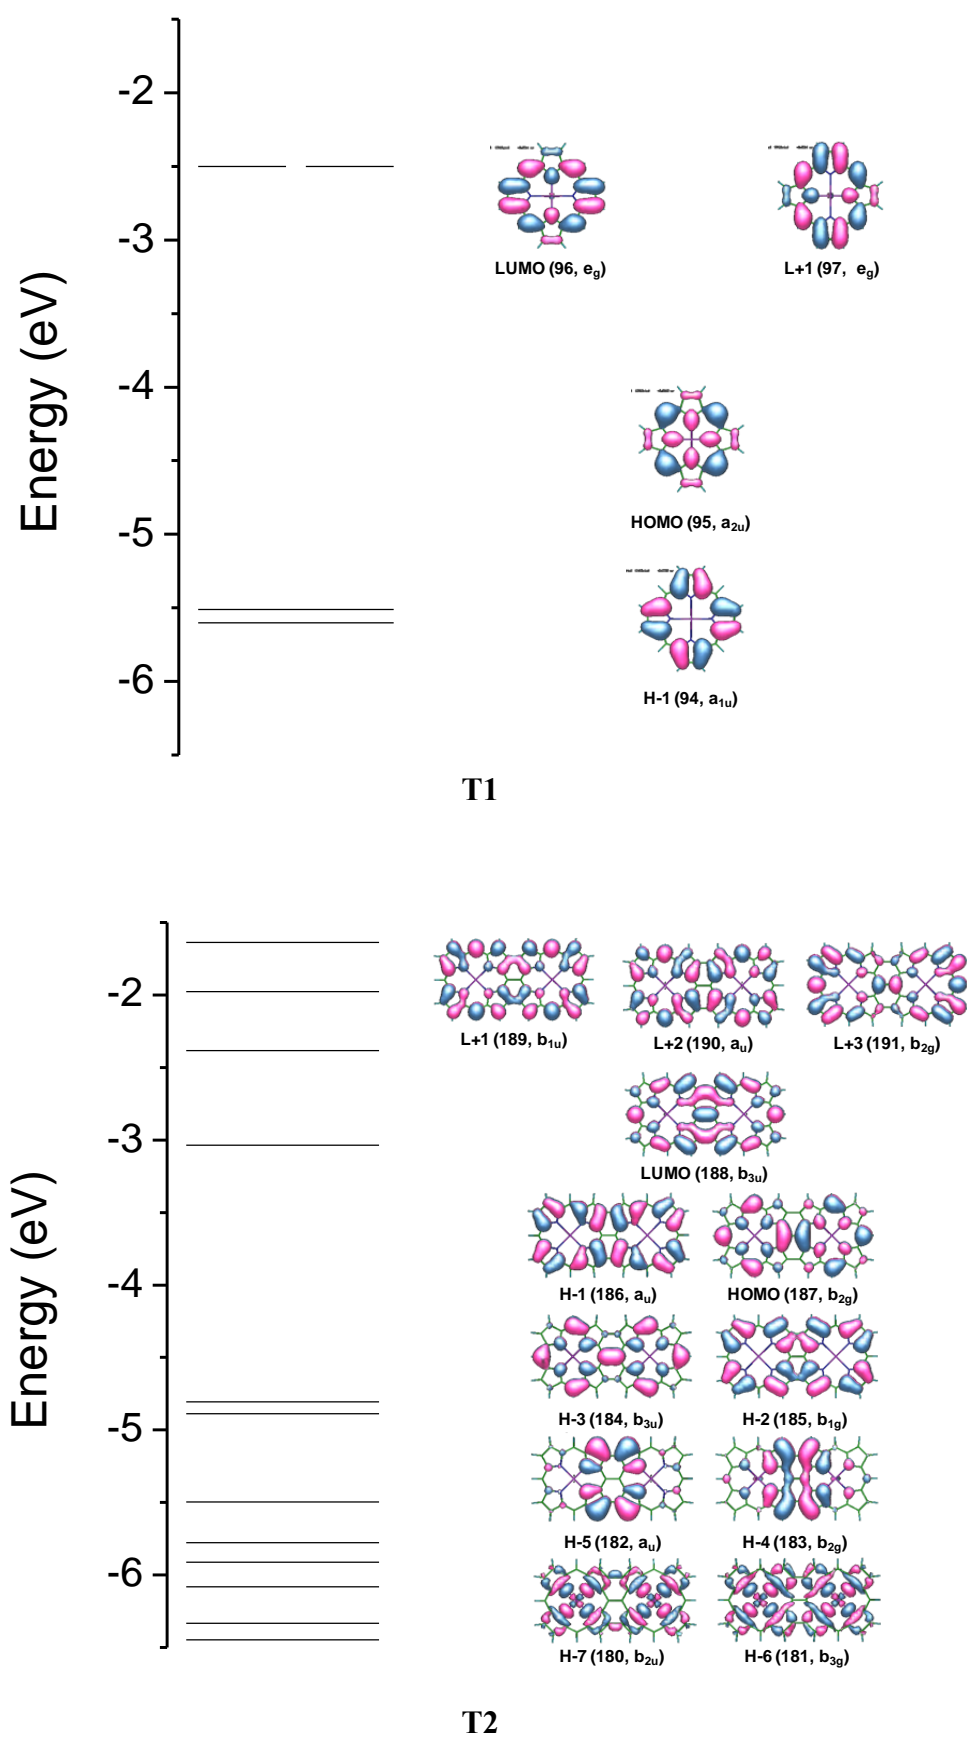 Energy (eV)
-2
-3
-4
-5
-6
LUMO (96, eg)
L+1 (97, eg)
HOMO (95, a2u)
H-1 (94, a1u)
T1
Energy (eV)
-2
-3
-4
-5
-6
L+1 (189, b1u)
L+2 (190, au)
L+3 (191, b2g)
LUMO (188, b3u)
H-1 (186, au)
HOMO (187, b2g)
H-3 (184, b3u)
H-2 (185, b1g)
H-5 (182, au)
H-4 (183, b2g)
H-7 (180, b2u)
H-6 (181, b3g)
T2